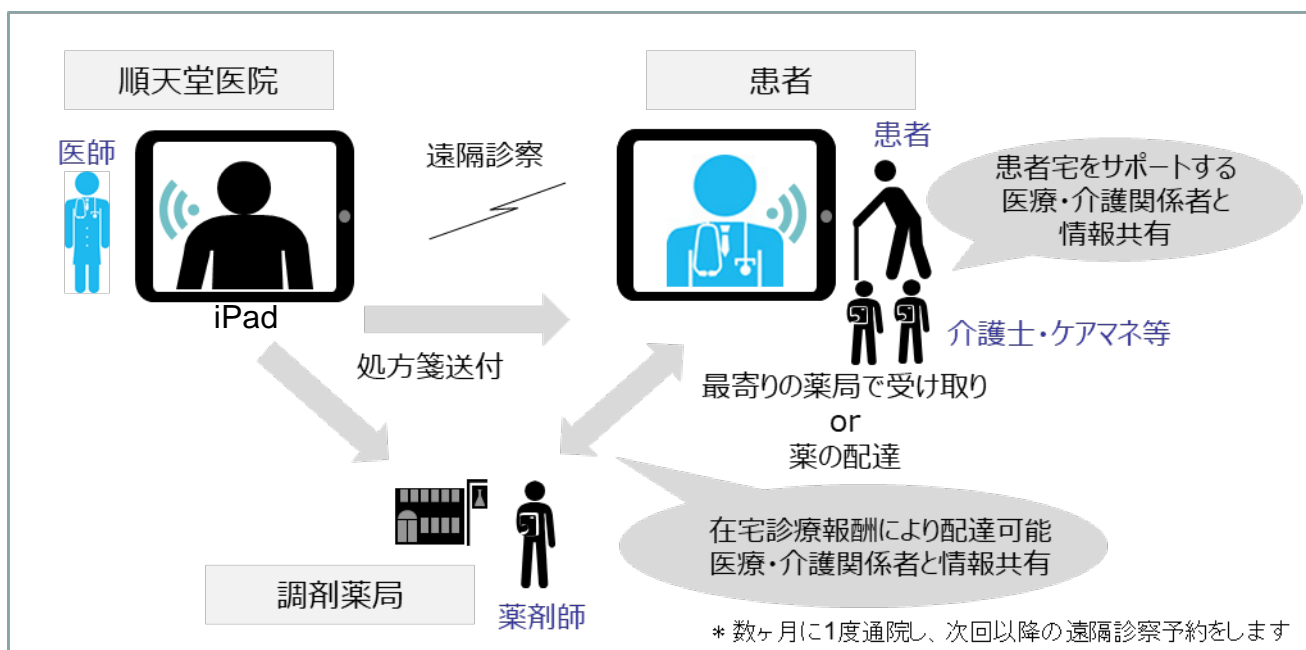 順天堂医院
患者
医師
遠隔診察
患者
患者宅をサポートする
医療・介護関係者と
情報共有
iPad
処方箋送付
介護士・ケアマネ等
最寄りの薬局で受け取り
or
薬の配達
在宅診療報酬により配達可能
医療・介護関係者と情報共有
調剤薬局
薬剤師
＊数ヶ月に1度通院し、次回以降の遠隔診察予約をします